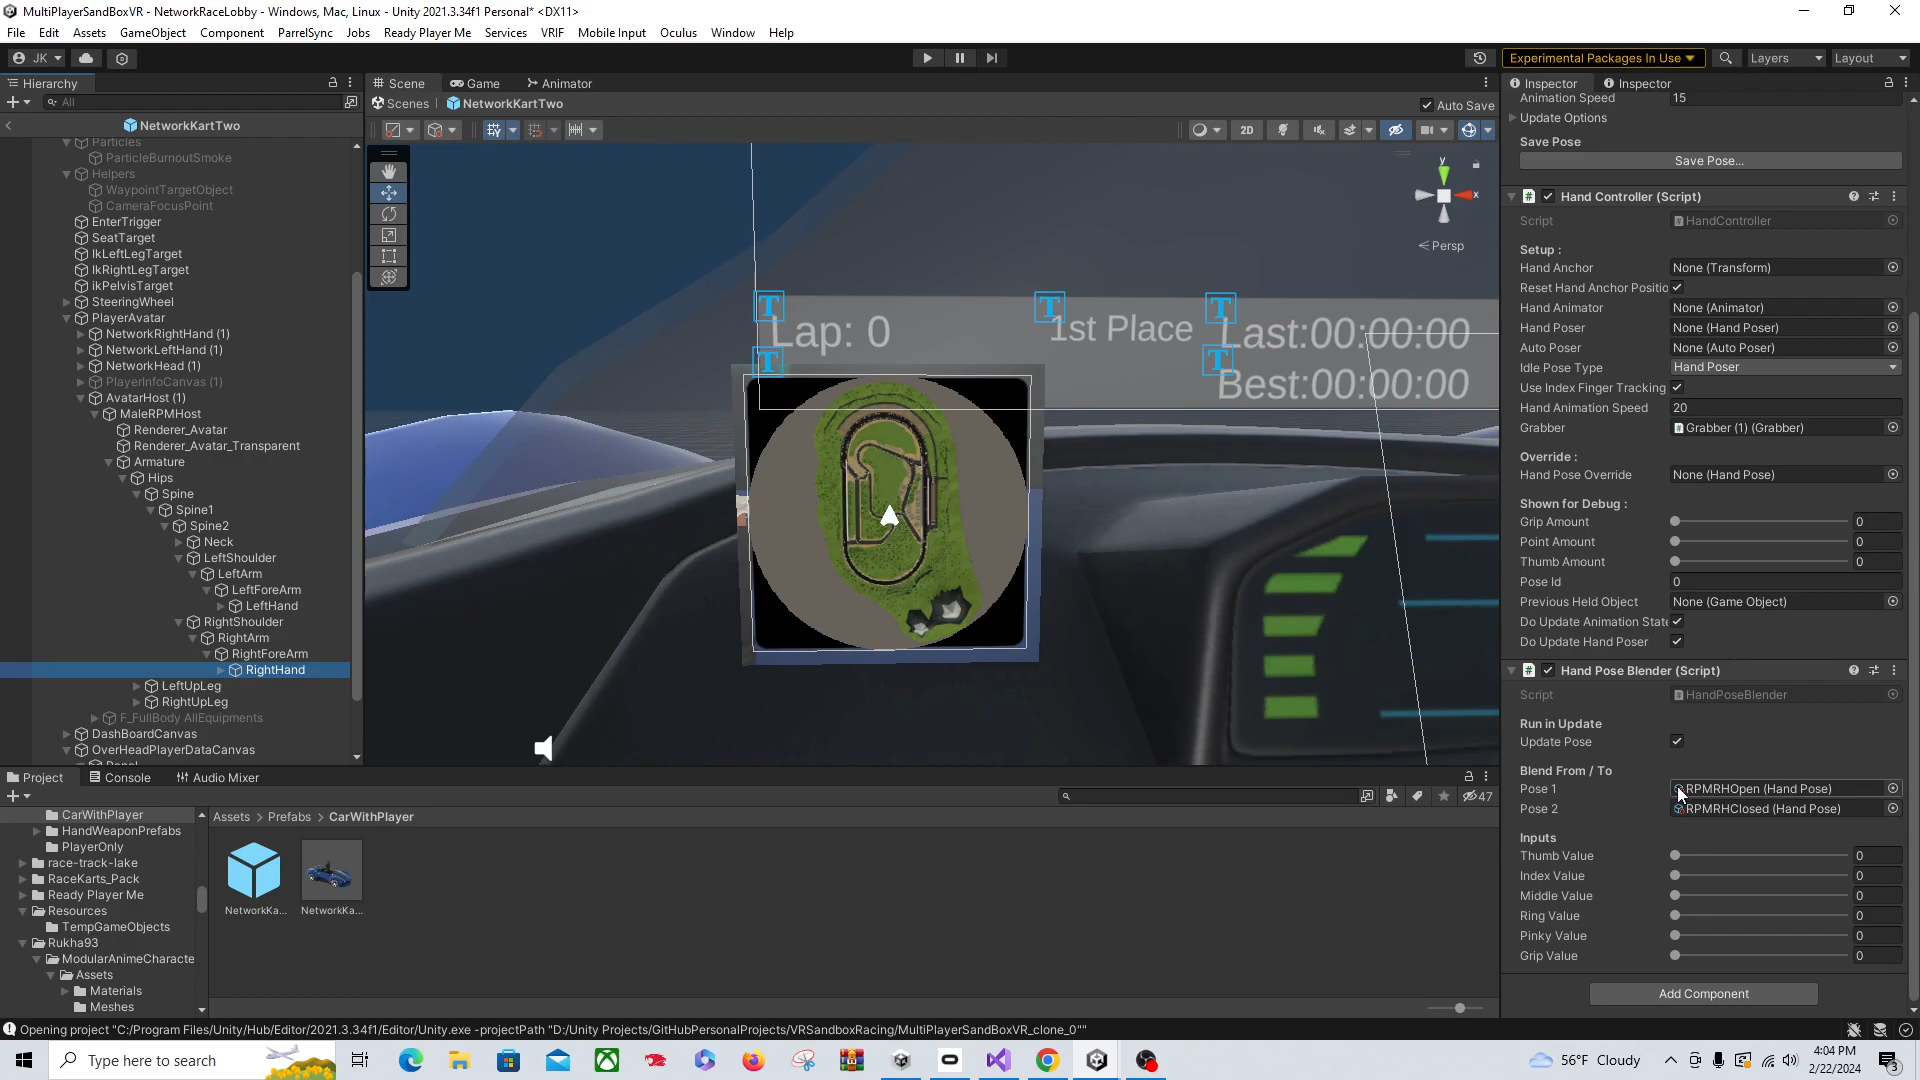 MultiPlayerSandBoxVR - NetworkRaceLobby - Windows, Mac, Linux - Unity 2021.3.34f1 Personal* <DX11>
File Edit Assets GameObject Component ParrelSync Jobs Ready Player Me Services VRIF Mobile Input Oculus Window Help
JK Experimental Packages In Use Layers Layout
Hierarchy
All
NetworkKartTwo
Particles
ParticleBurnoutSmoke
Helpers
WaypointTargetObject
CameraFocusPoint
EnterTrigger
SeatTarget
IkLeftLegTarget
IkRightLegTarget
ikPelvisTarget
SteeringWheel
PlayerAvatar
NetworkRightHand (1)
NetworkLeftHand (1)
NetworkHead (1)
PlayerInfoCanvas (1)
AvatarHost (1)
MaleRPMHost
Renderer_Avatar
Renderer_Avatar_Transparent
Armature
Hips
Spine
Spine1
Spine2
Neck
LeftShoulder
LeftArm
LeftForeArm
LeftHand
RightShoulder
RightArm
RightForeArm
RightHand
LeftUpLeg
RightUpLeg
F_FullBody AllEquipments
DashBoardCanvas
OverHeadPlayerDataCanvas
Panel
Scene Game Animator
Scenes NetworkKartTwo Auto Save
2D
y
x
Persp
T T T
Lap: 0 1st Place Last:00:00:00
T T
Best:00:00:00
Inspector Inspector
Animation Speed 15
Update Options
Save Pose
Save Pose...
Hand Controller (Script)
Script HandController
Setup :
Hand Anchor None (Transform)
Reset Hand Anchor Positio
Hand Animator None (Animator)
Hand Poser None (Hand Poser)
Auto Poser None (Auto Poser)
Idle Pose Type Hand Poser
Use Index Finger Tracking
Hand Animation Speed 20
Grabber Grabber (1) (Grabber)
Override :
Hand Pose Override None (Hand Pose)
Shown for Debug :
Grip Amount 0
Point Amount 0
Thumb Amount 0
Pose Id 0
Previous Held Object None (Game Object)
Do Update Animation State
Do Update Hand Poser
Hand Pose Blender (Script)
Script HandPoseBlender
Run in Update
Update Pose
Blend From / To
Pose 1 RPMRHOpen (Hand Pose)
Pose 2 RPMRHClosed (Hand Pose)
Inputs
Thumb Value 0
Index Value 0
Middle Value 0
Ring Value 0
Pinky Value 0
Grip Value 0
Add Component
Project Console Audio Mixer
47
CarWithPlayer
HandWeaponPrefabs
PlayerOnly
race-track-lake
RaceKarts_Pack
Ready Player Me
Resources
TempGameObjects
Rukha93
ModularAnimeCharacte
Assets
Materials
Meshes
Assets > Prefabs > CarWithPlayer
NetworkKa... NetworkKa...
Opening project "C:/Program Files/Unity/Hub/Editor/2021.3.34f1/Editor/Unity.exe -projectPath "D:/Unity Projects/GitHubPersonalProjects/VRSandboxRacing/MultiPlayerSandBoxVR_clone_0""
Type here to search
56°F Cloudy
4:04 PM
2/22/2024
3